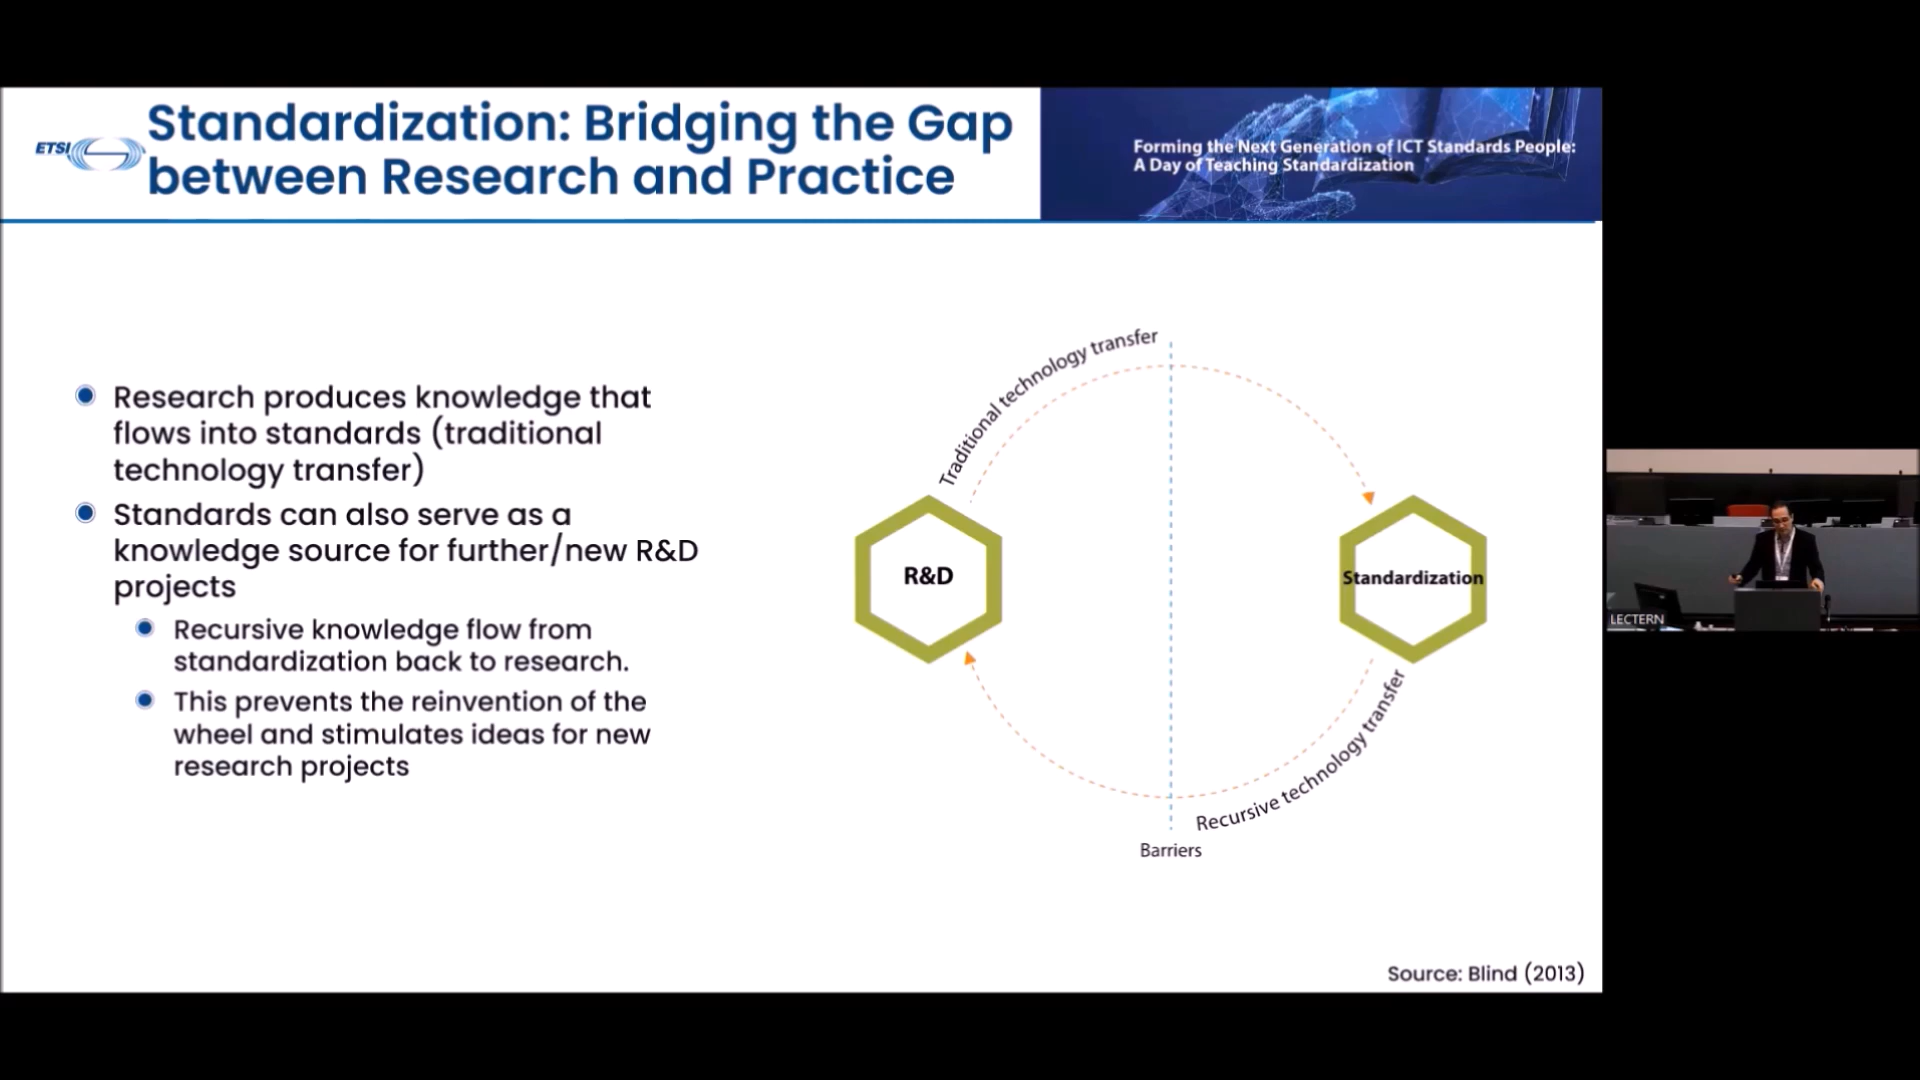 ETSI
Standardization: Bridging the Gap
between Research and Practice
Forming the Next Generation of ICT Standards People:
A Day of Teaching Standardization
Research produces knowledge that
flows into standards (traditional
technology transfer)
Standards can also serve as a
knowledge source for further/new R&D
projects
Recursive knowledge flow from
standardization back to research.
This prevents the reinvention of the
wheel and stimulates ideas for new
research projects
Traditional technology transfer
R&D
Standardization
Recursive technology transfer
Barriers
Source: Blind (2013)
LECTERN